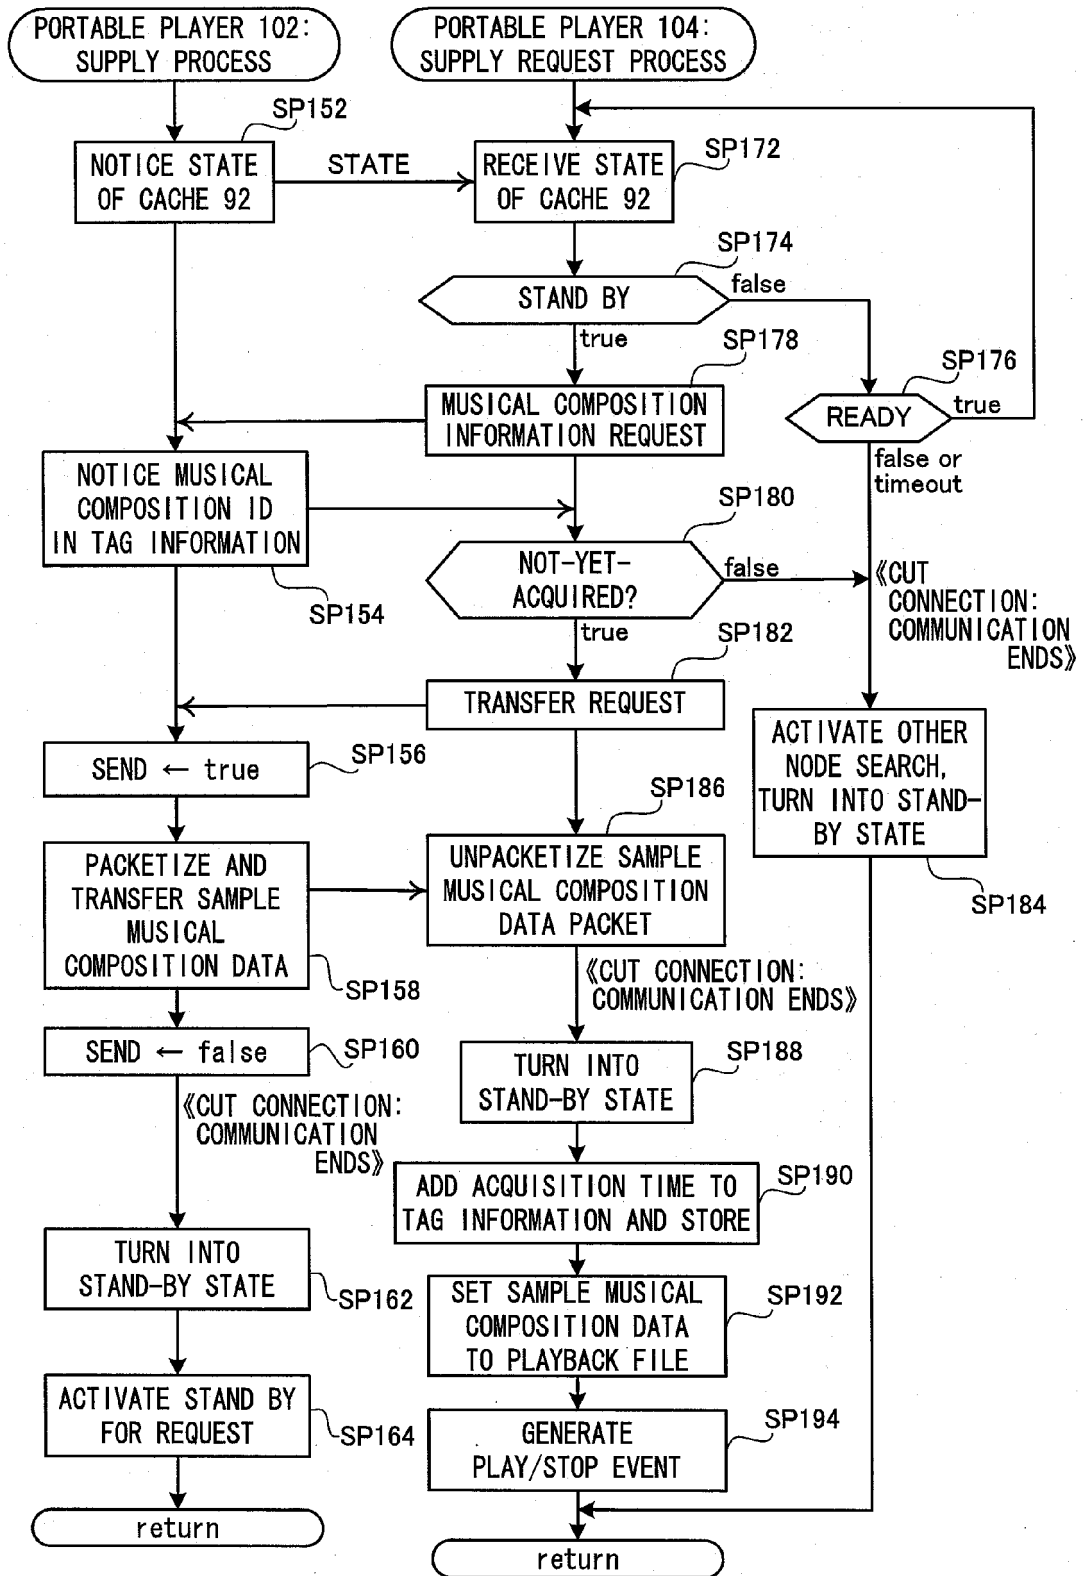 PORTABLE PLAYER 102:
SUPPLY PROCESS
PORTABLE PLAYER 104:
SUPPLY REQUEST PROCESS
SP152
NOTICE STATE
OF CACHE 92
STATE
RECEIVE STATE
OF CACHE 92
SP172
SP174
STAND BY
false
true
SP178
SP176
READY
true
MUSICAL COMPOSITION
INFORMATION REQUEST
false or
timeout
NOTICE MUSICAL
COMPOSITION ID
IN TAG INFORMATION
SP154
SP180
NOT-YET-
ACQUIRED?
false
true
《CUT
CONNECTION:
COMMUNICATION
ENDS》
SP182
TRANSFER REQUEST
SEND ← true
SP156
SP186
ACTIVATE OTHER
NODE SEARCH,
TURN INTO STAND-
BY STATE
SP184
PACKETIZE AND
TRANSFER SAMPLE
MUSICAL
COMPOSITION DATA
SP158
UNPACKETIZE SAMPLE
MUSICAL COMPOSITION
DATA PACKET
《CUT CONNECTION:
COMMUNICATION ENDS》
SEND ← false
SP160
《CUT CONNECTION:
COMMUNICATION
ENDS》
TURN INTO
STAND-BY STATE
SP188
ADD ACQUISITION TIME TO
TAG INFORMATION AND STORE
SP190
TURN INTO
STAND-BY STATE
SP162
SET SAMPLE MUSICAL
COMPOSITION DATA
TO PLAYBACK FILE
SP192
ACTIVATE STAND BY
FOR REQUEST
SP164
GENERATE
PLAY/STOP EVENT
SP194
return
return